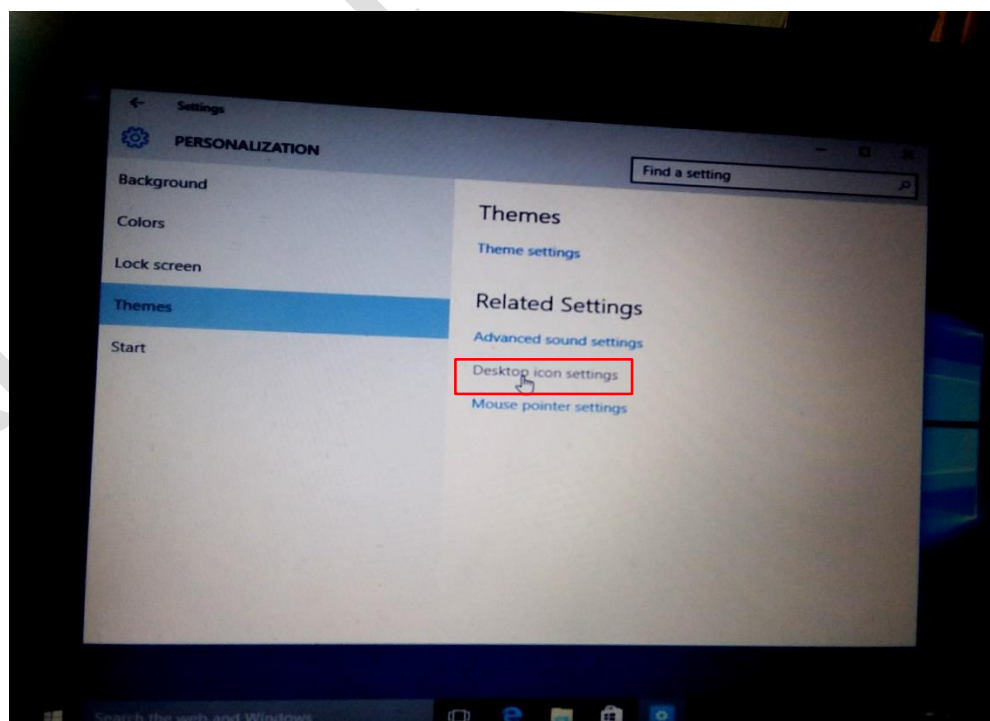 Settings
PERSONALIZATION
Find a setting
Background
Colors
Lock screen
Themes
Start
Themes
Theme settings
Related Settings
Advanced sound settings
Desktop icon settings
Mouse pointer settings
Search the web and Windows